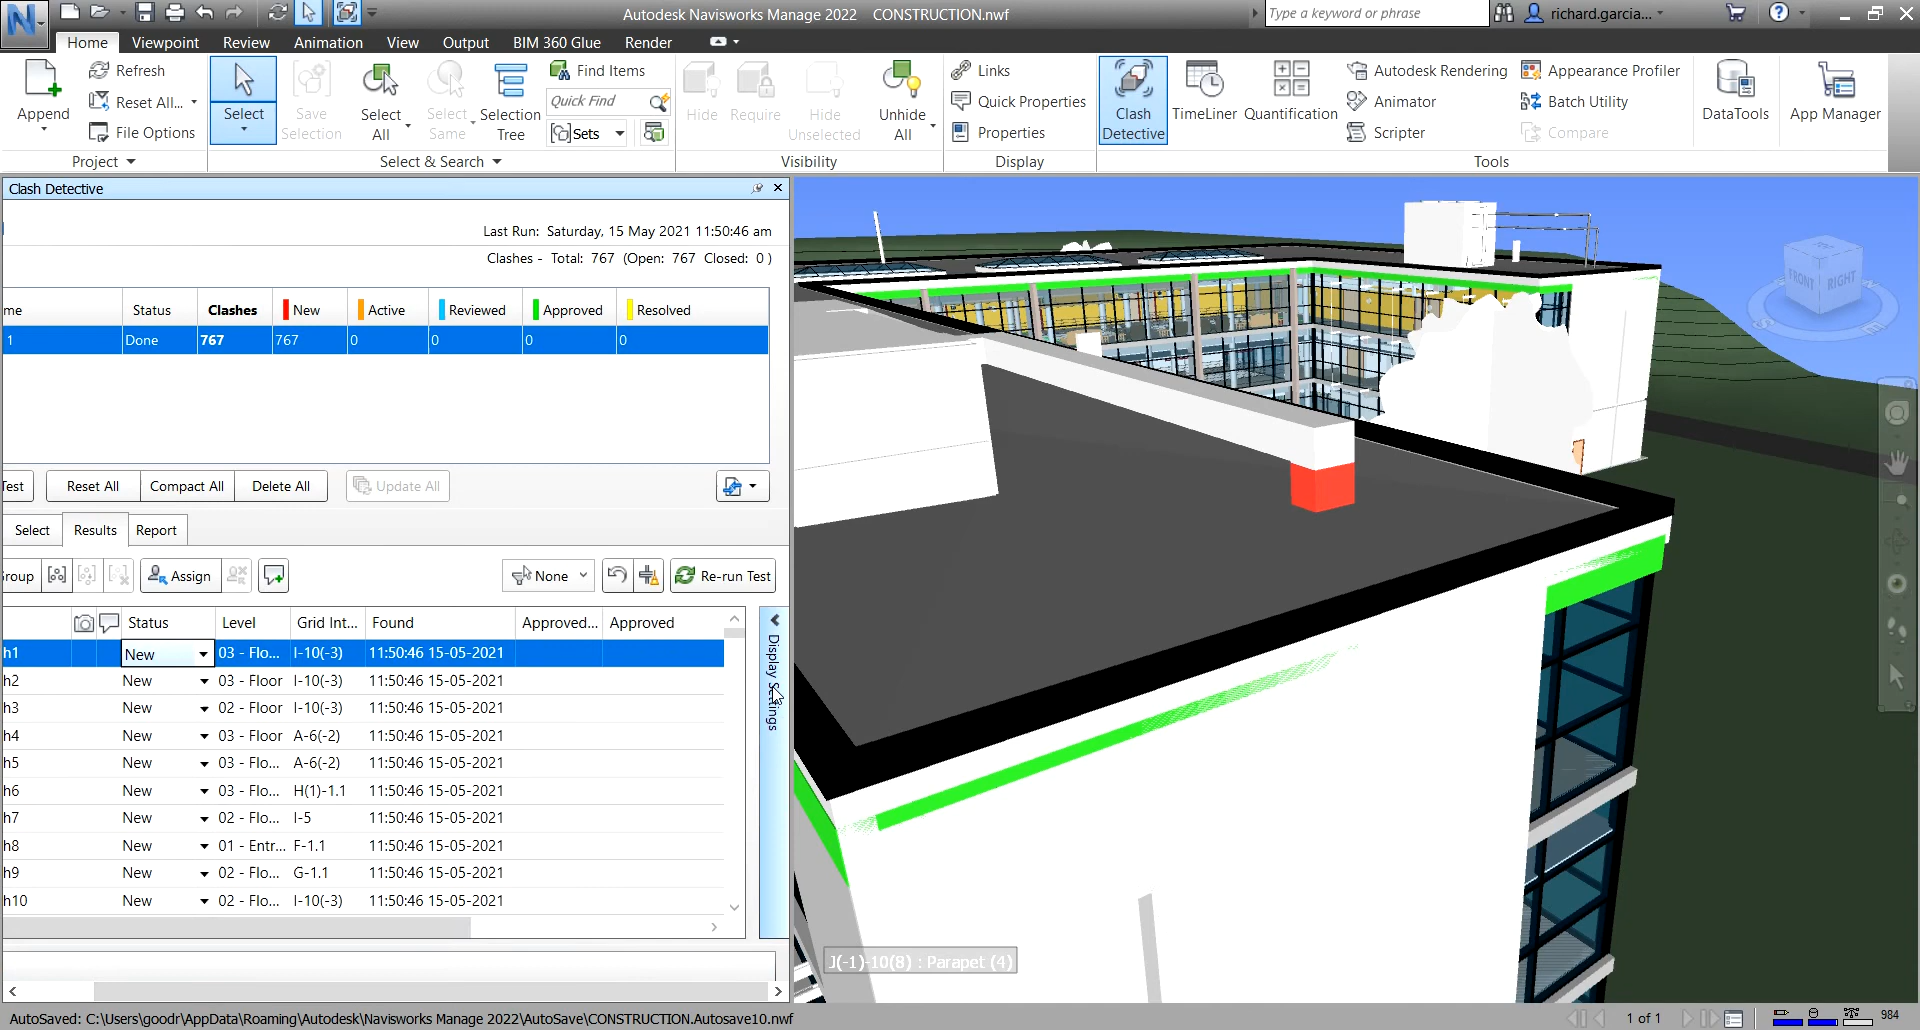 Autodesk Navisworks Manage 2022 CONSTRUCTION.nwf
Type a keyword or phrase
richard.garcia...
Home Viewpoint Review Animation View Output BIM 360 Glue Render
Append
Refresh
Reset All...
File Options
Project
Select
Save Selection
Select All
Select Same
Selection Tree
Find Items
Quick Find
Sets
Select & Search
Hide
Require
Hide Unselected
Unhide All
Visibility
Links
Quick Properties
Properties
Display
Clash Detective
TimeLiner
Quantification
Autodesk Rendering
Animator
Scripter
Appearance Profiler
Batch Utility
Compare
Tools
DataTools
App Manager
Clash Detective
Last Run: Saturday, 15 May 2021 11:50:46 am
Clashes - Total: 767 (Open: 767 Closed: 0 )
me Status Clashes New Active Reviewed Approved Resolved
1 Done 767 767 0 0 0 0
Test Reset All Compact All Delete All Update All
Select Results Report
roup Assign None Re-run Test
Status Level Grid Int... Found Approved... Approved
h1 New 03 - Flo... I-10(-3) 11:50:46 15-05-2021
h2 New 03 - Floor I-10(-3) 11:50:46 15-05-2021
h3 New 02 - Floor I-10(-3) 11:50:46 15-05-2021
h4 New 03 - Floor A-6(-2) 11:50:46 15-05-2021
h5 New 03 - Flo... A-6(-2) 11:50:46 15-05-2021
h6 New 03 - Flo... H(1)-1.1 11:50:46 15-05-2021
h7 New 02 - Flo... I-5 11:50:46 15-05-2021
h8 New 01 - Entr... F-1.1 11:50:46 15-05-2021
h9 New 02 - Flo... G-1.1 11:50:46 15-05-2021
h10 New 02 - Flo... I-10(-3) 11:50:46 15-05-2021
Display Settings
FRONT RIGHT
S E
J(-1)-10(8) : Parapet (4)
AutoSaved: C:\Users\goodr\AppData\Roaming\Autodesk\Navisworks Manage 2022\AutoSave\CONSTRUCTION.Autosave10.nwf
1 of 1
984